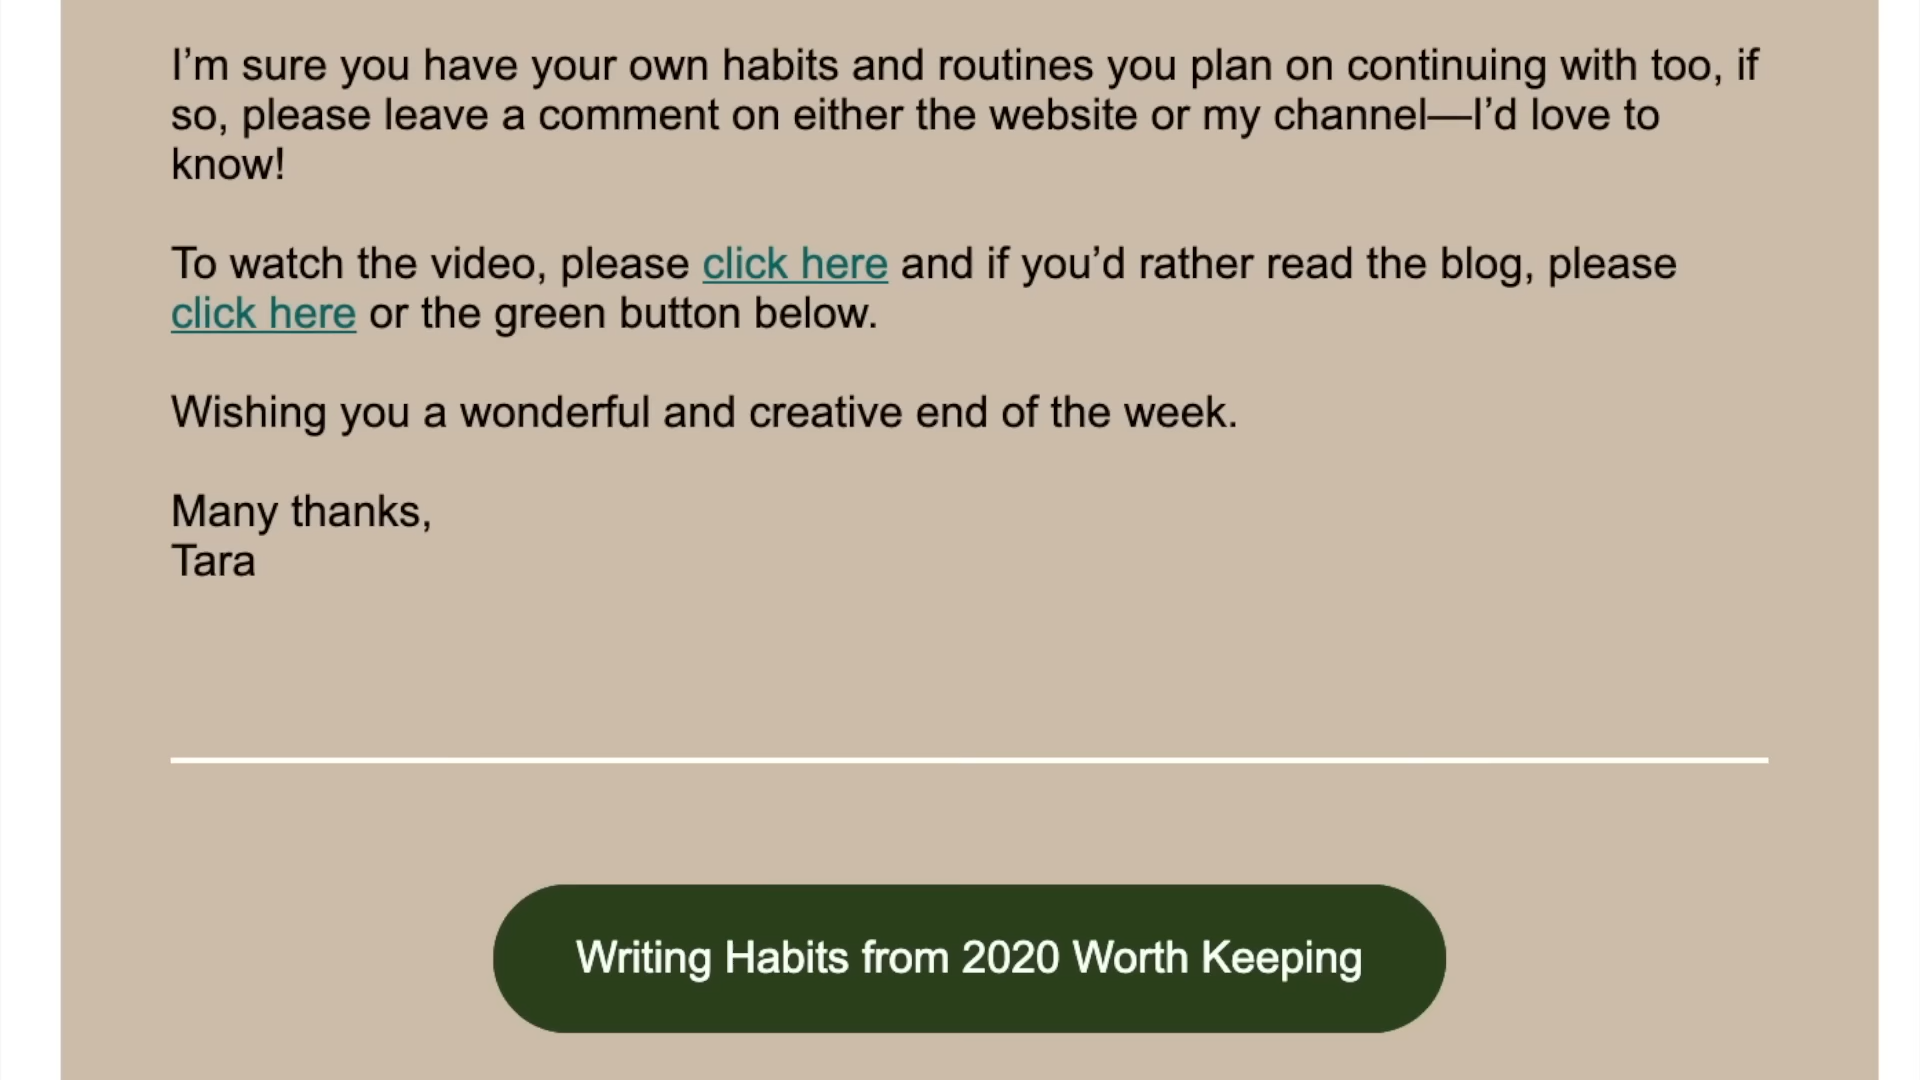 I’m sure you have your own habits and routines you plan on continuing with too, if
so, please leave a comment on either the website or my channel—I’d love to
know!
To watch the video, please click here and if you’d rather read the blog, please
click here or the green button below.
Wishing you a wonderful and creative end of the week.
Many thanks,
Tara
Writing Habits from 2020 Worth Keeping